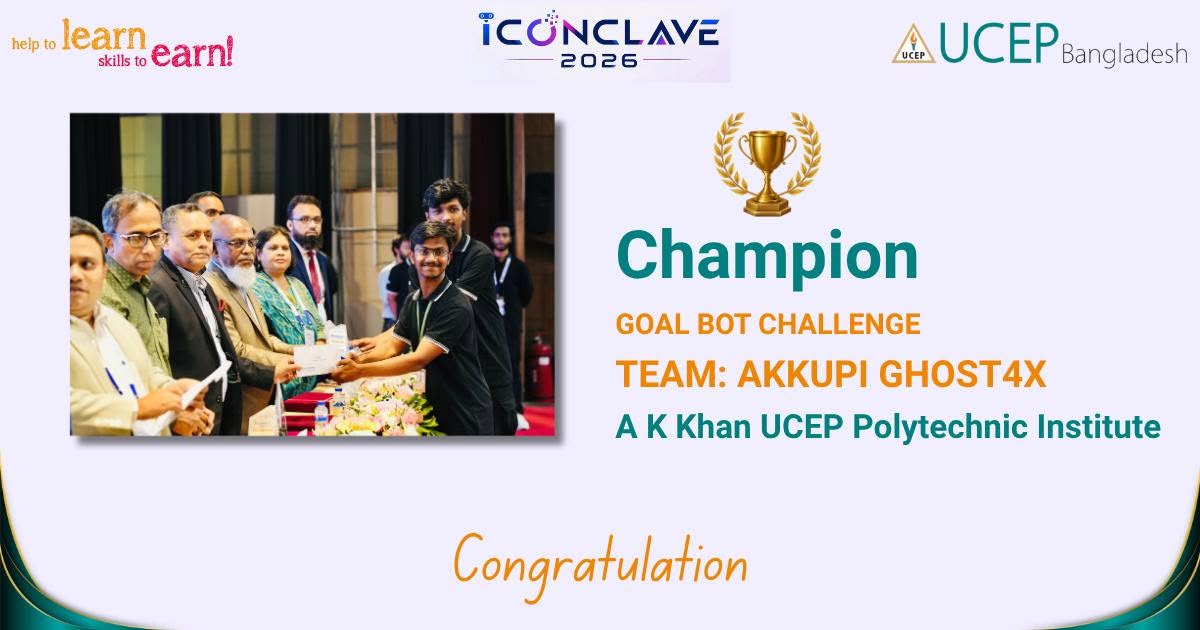 help to learn
skills to earn!
iCONCLAVE
2026
UCEP
UCEP Bangladesh
Champion
GOAL BOT CHALLENGE
TEAM: AKKUPI GHOST4X
A K Khan UCEP Polytechnic Institute
Congratulation